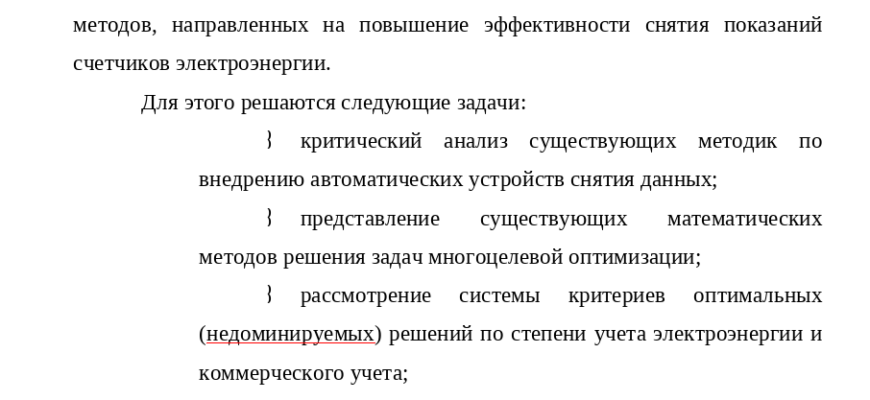 методов, направленных на повышение эффективности снятия показаний
счетчиков электроэнергии.
Для этого решаются следующие задачи:
⌇ критический анализ существующих методик по
внедрению автоматических устройств снятия данных;
⌇ представление существующих математических
методов решения задач многоцелевой оптимизации;
⌇ рассмотрение системы критериев оптимальных
(недоминируемых) решений по степени учета электроэнергии и
коммерческого учета;